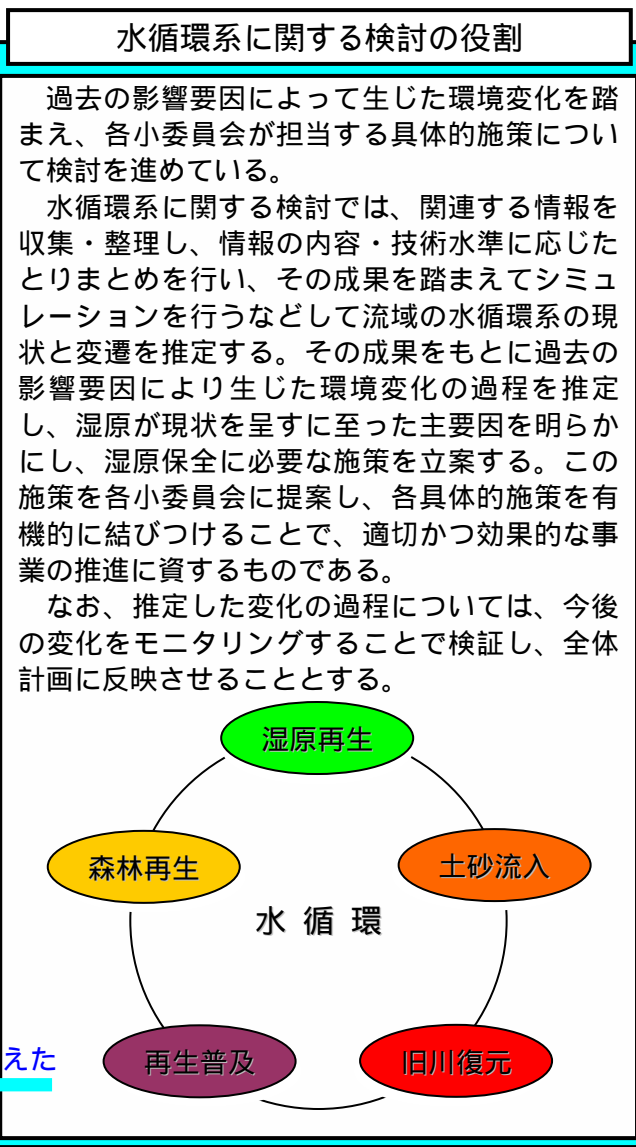 水循環系に関する検討の役割
過去の影響要因によって生じた環境変化を踏
まえ、各小委員会が担当する具体的施策につい
て検討を進めている。
水循環系に関する検討では、関連する情報を
収集・整理し、情報の内容・技術水準に応じた
とりまとめを行い、その成果を踏まえてシミュ
レーションを行うなどして流域の水循環系の現
状と変遷を推定する。その成果をもとに過去の
影響要因により生じた環境変化の過程を推定
し、湿原が現状を呈すに至った主要因を明らか
にし、湿原保全に必要な施策を立案する。この
施策を各小委員会に提案し、各具体的施策を有
機的に結びつけることで、適切かつ効果的な事
業の推進に資するものである。
なお、推定した変化の過程については、今後
の変化をモニタリングすることで検証し、全体
計画に反映させることとする。
湿原再生
森林再生
土砂流入
水循環
えた
再生普及
旧川復元